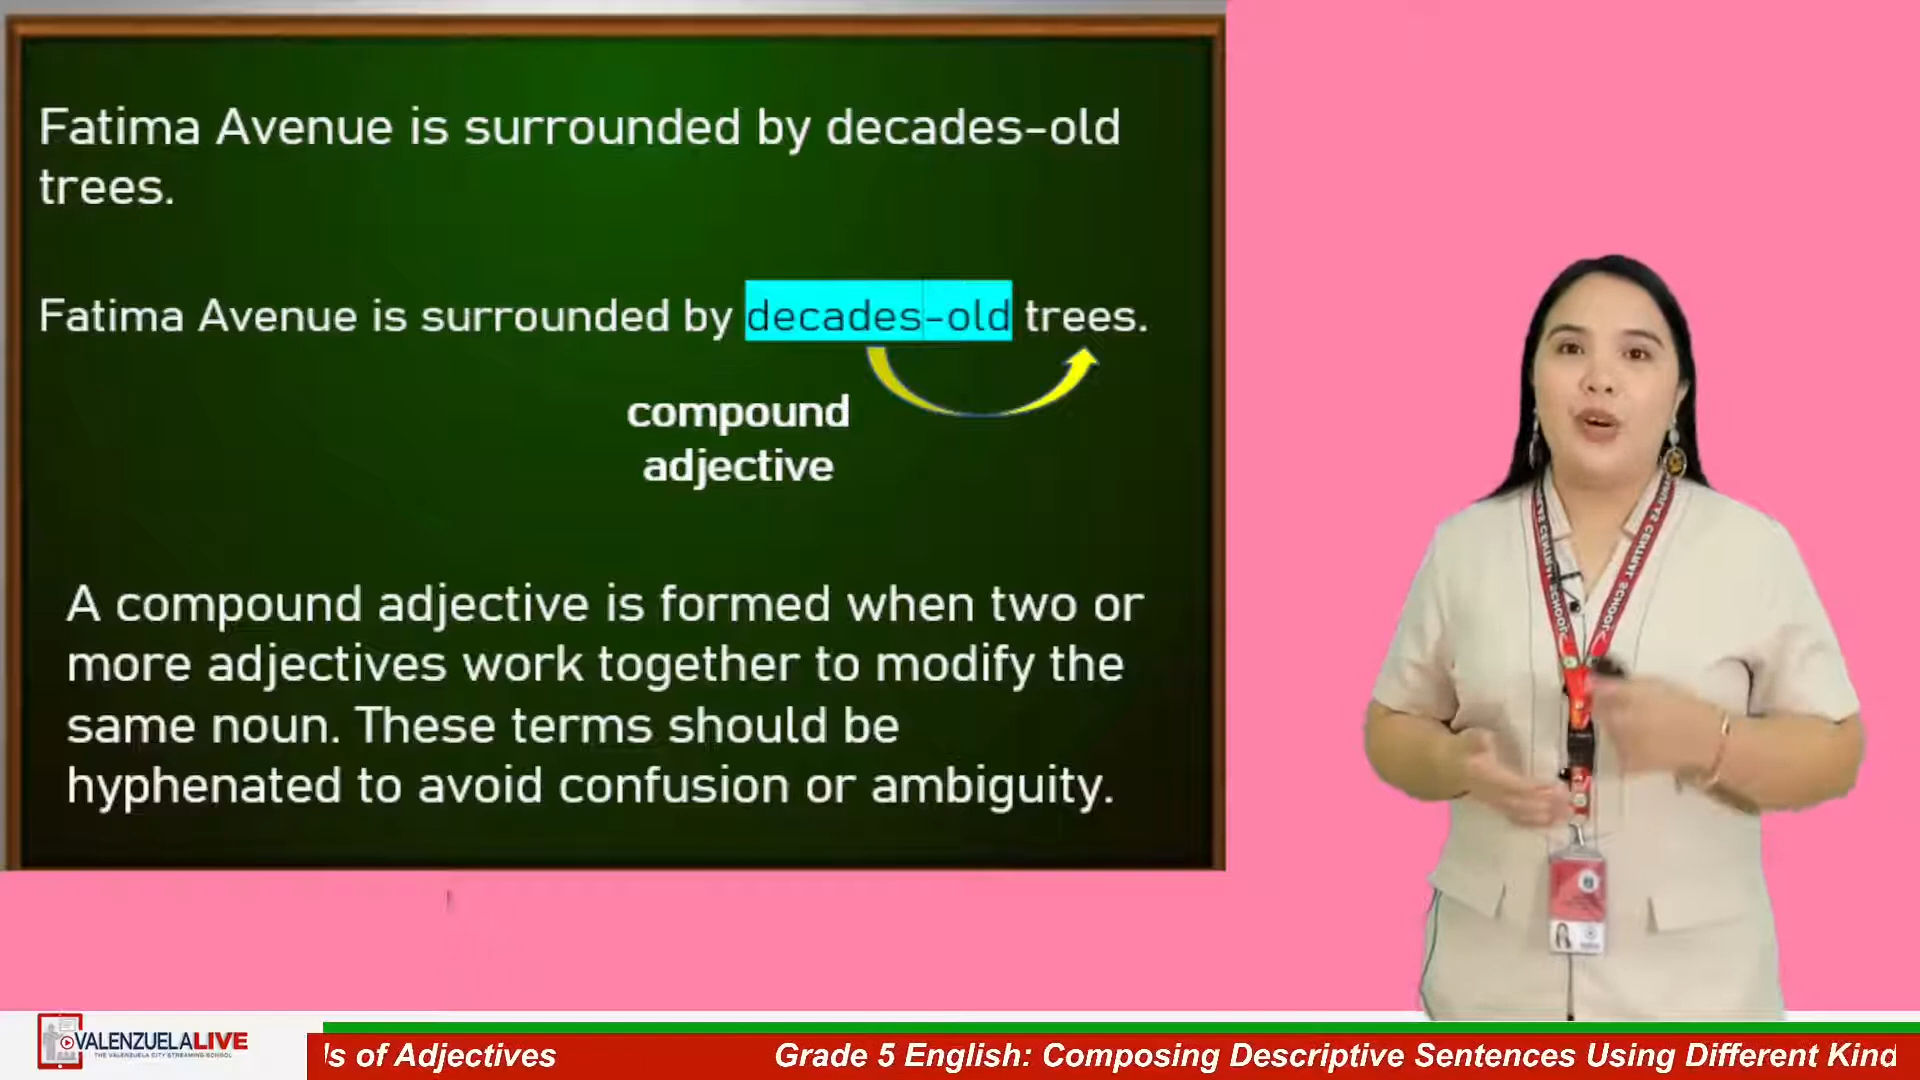 Fatima Avenue is surrounded by decades-old
trees.
Fatima Avenue is surrounded by decades-old trees.
compound
adjective
A compound adjective is formed when two or
more adjectives work together to modify the
same noun. These terms should be
hyphenated to avoid confusion or ambiguity.
CENTRAL SCHOOL
VALENZUELALIVE
THE VALENZUELA CITY STREAMING SCHOOL
ls of Adjectives
Grade 5 English: Composing Descriptive Sentences Using Different Kind